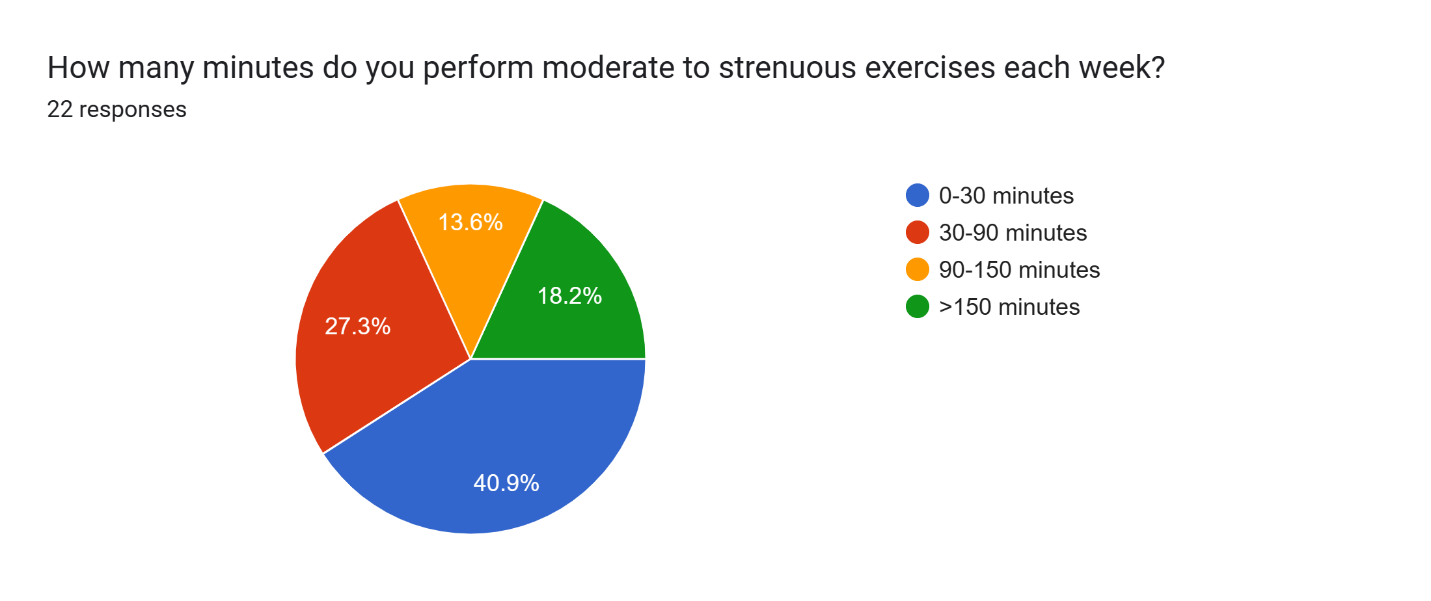 How many minutes do you perform moderate to strenuous exercises each week?
22 responses
13.6%
18.2%
27.3%
40.9%
0-30 minutes
30-90 minutes
90-150 minutes
>150 minutes